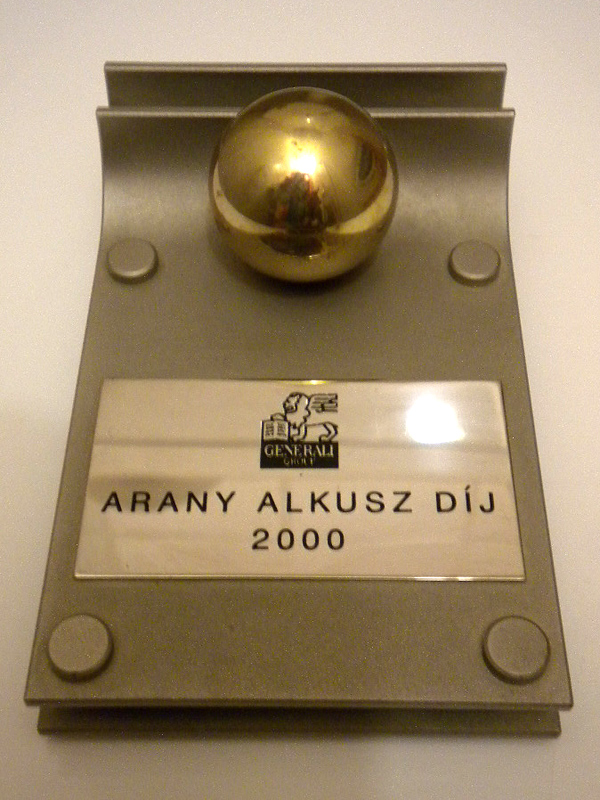 GENERALI
GROUP
ARANY ALKUSZ DÍJ
2000